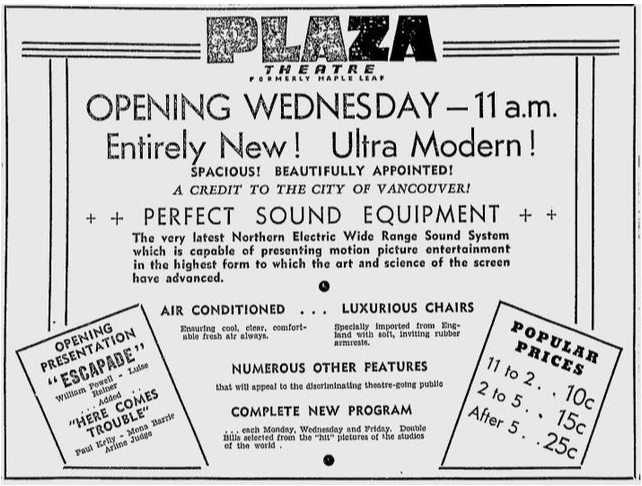 PLAZA
THEATRE
FORMERLY MAPLE LEAF
OPENING WEDNESDAY – 11 a.m.
Entirely New! Ultra Modern!
SPACIOUS! BEAUTIFULLY APPOINTED!
A CREDIT TO THE CITY OF VANCOUVER!
+ + PERFECT SOUND EQUIPMENT + +
The very latest Northern Electric Wide Range Sound System
which is capable of presenting motion picture entertainment
in the highest form to which the art and science of the screen
have advanced.
AIR CONDITIONED . . . LUXURIOUS CHAIRS
Ensuring cool, clear, comfort-
able fresh air always.
Specially imported from Eng-
land with soft, inviting rubber
armrests.
NUMEROUS OTHER FEATURES
that will appeal to the discriminating theatre-going public
COMPLETE NEW PROGRAM
. . . each Monday, Wednesday and Friday. Double
Bills selected from the "hit" pictures of the studios
of the world .
OPENING
PRESENTATION
"ESCAPADE"
William Powell - Luise
Rainer
. . . Added . .
"HERE COMES
TROUBLE"
Paul Kelly - Mona Barrie
Arline Judge
POPULAR
PRICES
11 to 2 . . 10c
2 to 5 . . 15c
After 5 . . 25c